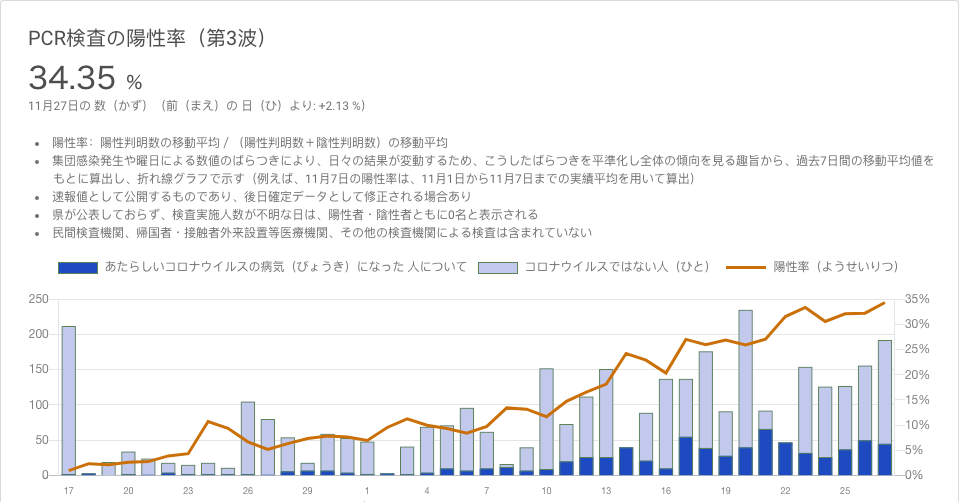 PCR検査の陽性率（第3波）
34.35 %
11月27日の 数（かず）（前（まえ）の 日（ひ）より: +2.13 %）
• 陽性率：陽性判明数の移動平均 / （陽性判明数＋陰性判明数）の移動平均
• 集団感染発生や曜日による数値のばらつきにより、日々の結果が変動するため、こうしたばらつきを平準化し全体の傾向を見る趣旨から、過去7日間の移動平均値を
もとに算出し、折れ線グラフで示す（例えば、11月7日の陽性率は、11月1日から11月7日までの実績平均を用いて算出）
• 速報値として公開するものであり、後日確定データとして修正される場合あり
• 県が公表しておらず、検査実施人数が不明な日は、陽性者・陰性者ともに0名と表示される
• 民間検査機関、帰国者・接触者外来設置等医療機関、その他の検査機関による検査は含まれていない
あたらしいコロナウイルスの病気（びょうき）になった 人について コロナウイルスではない人（ひと） 陽性率（ようせいりつ）
250 35%
200 30%
25%
150 20%
100 15%
10%
50 5%
0 0%
17 20 23 26 29 1 4 7 10 13 16 19 22 25